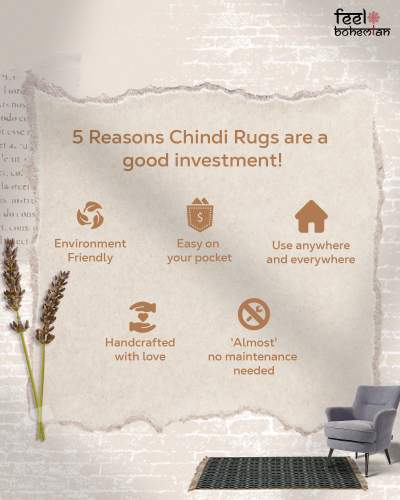 feel
bohemian
5 Reasons Chindi Rugs are a
good investment!
Environment
Friendly
Easy on
your pocket
$
Use anywhere
and everywhere
Handcrafted
with love
'Almost'
no maintenance
needed